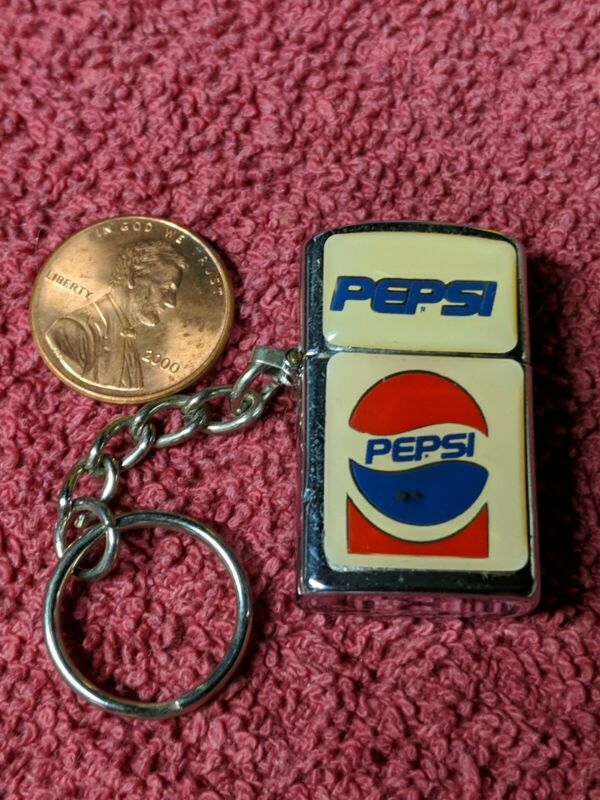 IN GOD WE TRUST
LIBERTY
2000
PEPSI
R
PEPSI